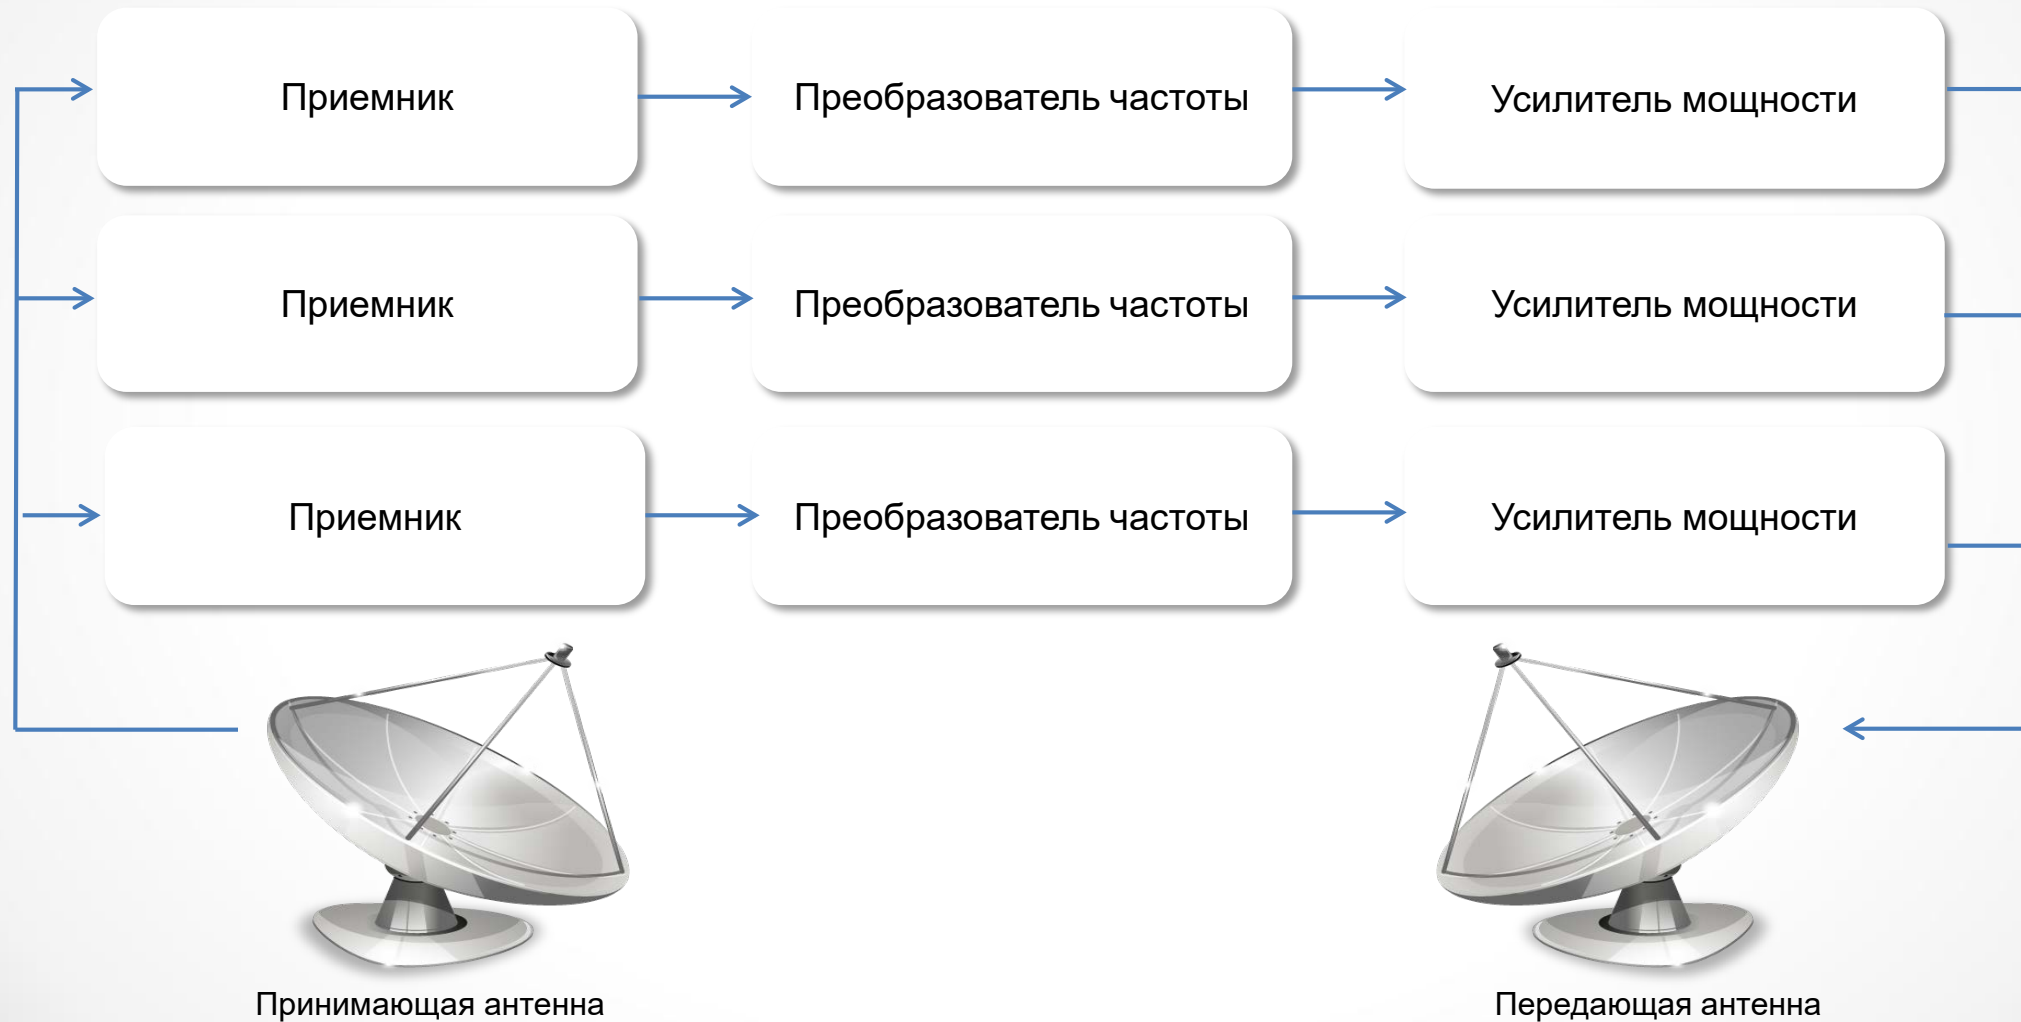 Приемник
Преобразователь частоты
Усилитель мощности
Приемник
Преобразователь частоты
Усилитель мощности
Приемник
Преобразователь частоты
Усилитель мощности
Принимающая антенна
Передающая антенна